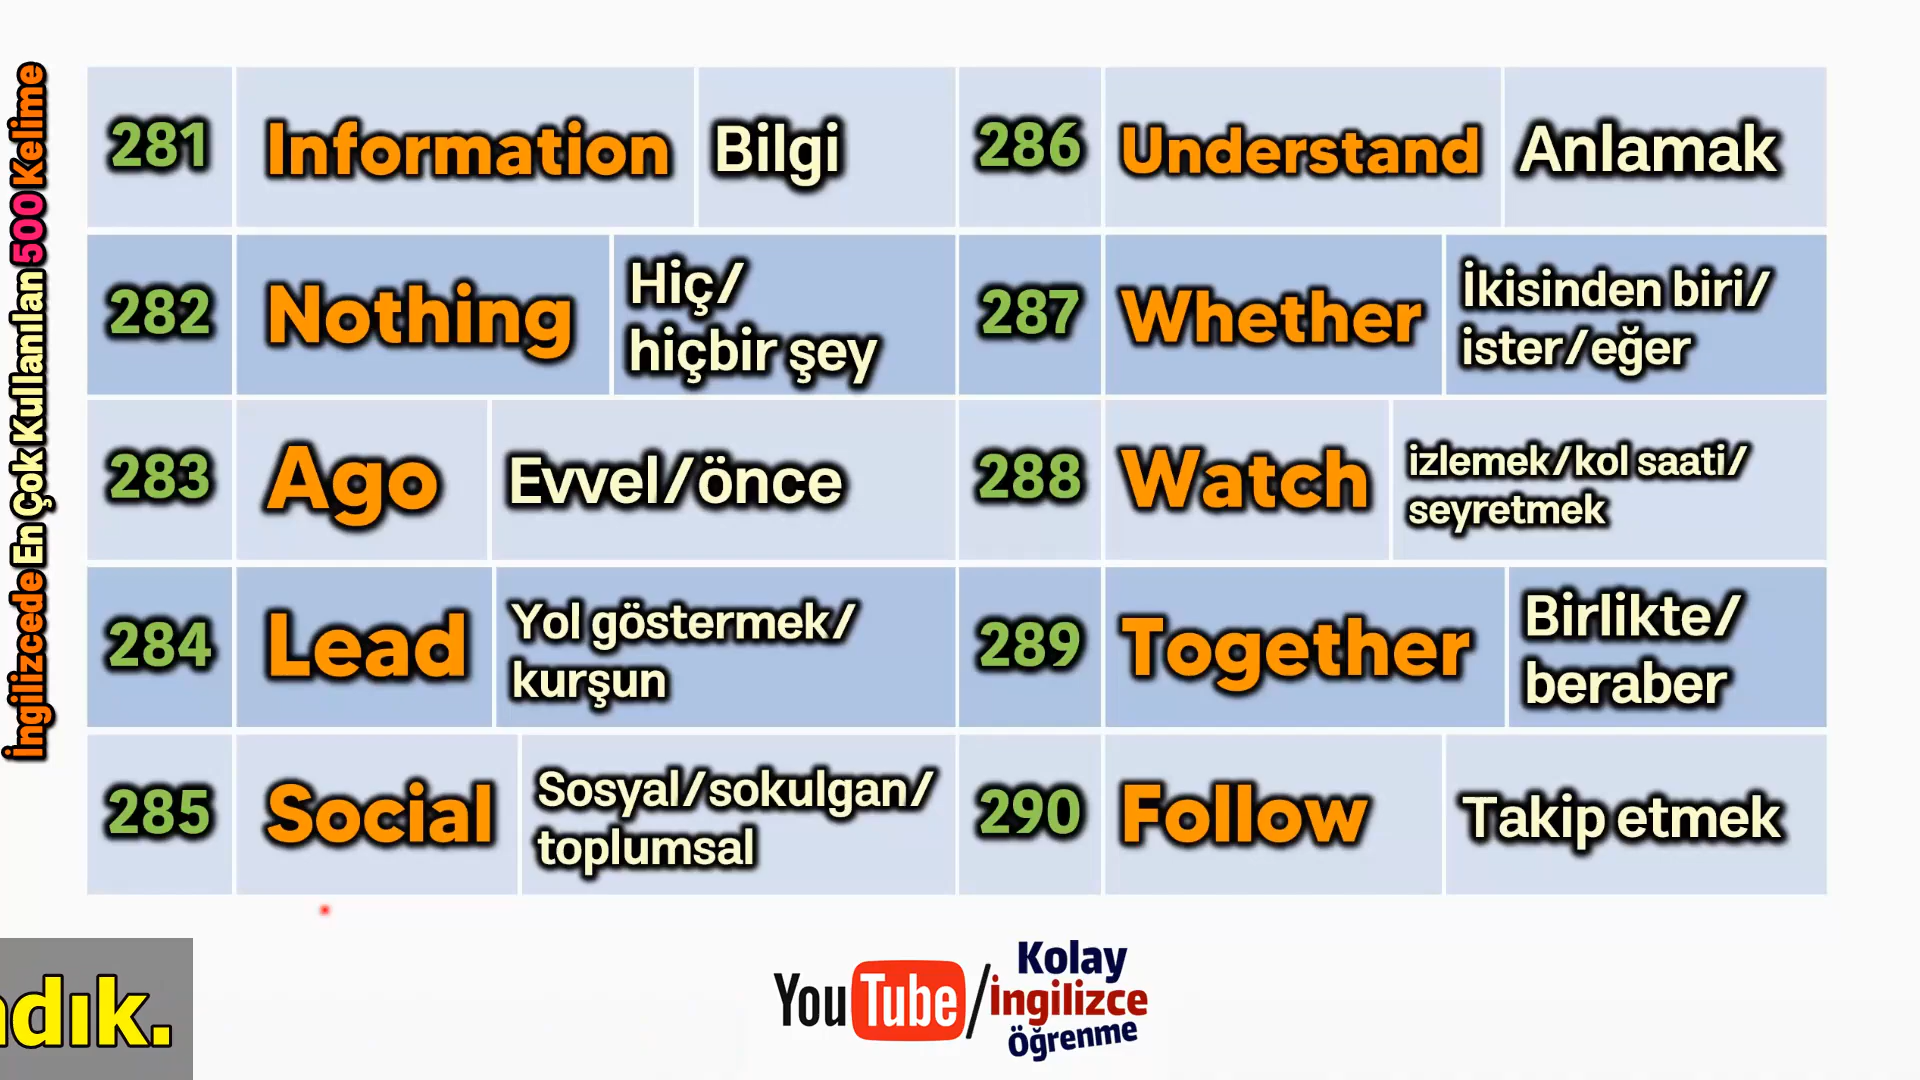 İngilizcede En Çok Kullanılan 500 Kelime
281 Information Bilgi
282 Nothing Hiç/
hiçbir şey
283 Ago Evvel/önce
284 Lead Yol göstermek/
kurşun
285 Social Sosyal/sokulgan/
toplumsal
286 Understand Anlamak
287 Whether İkisinden biri/
ister/eğer
288 Watch izlemek/kol saati/
seyretmek
289 Together Birlikte/
beraber
290 Follow Takip etmek
YouTube/Kolay
İngilizce
Öğrenme